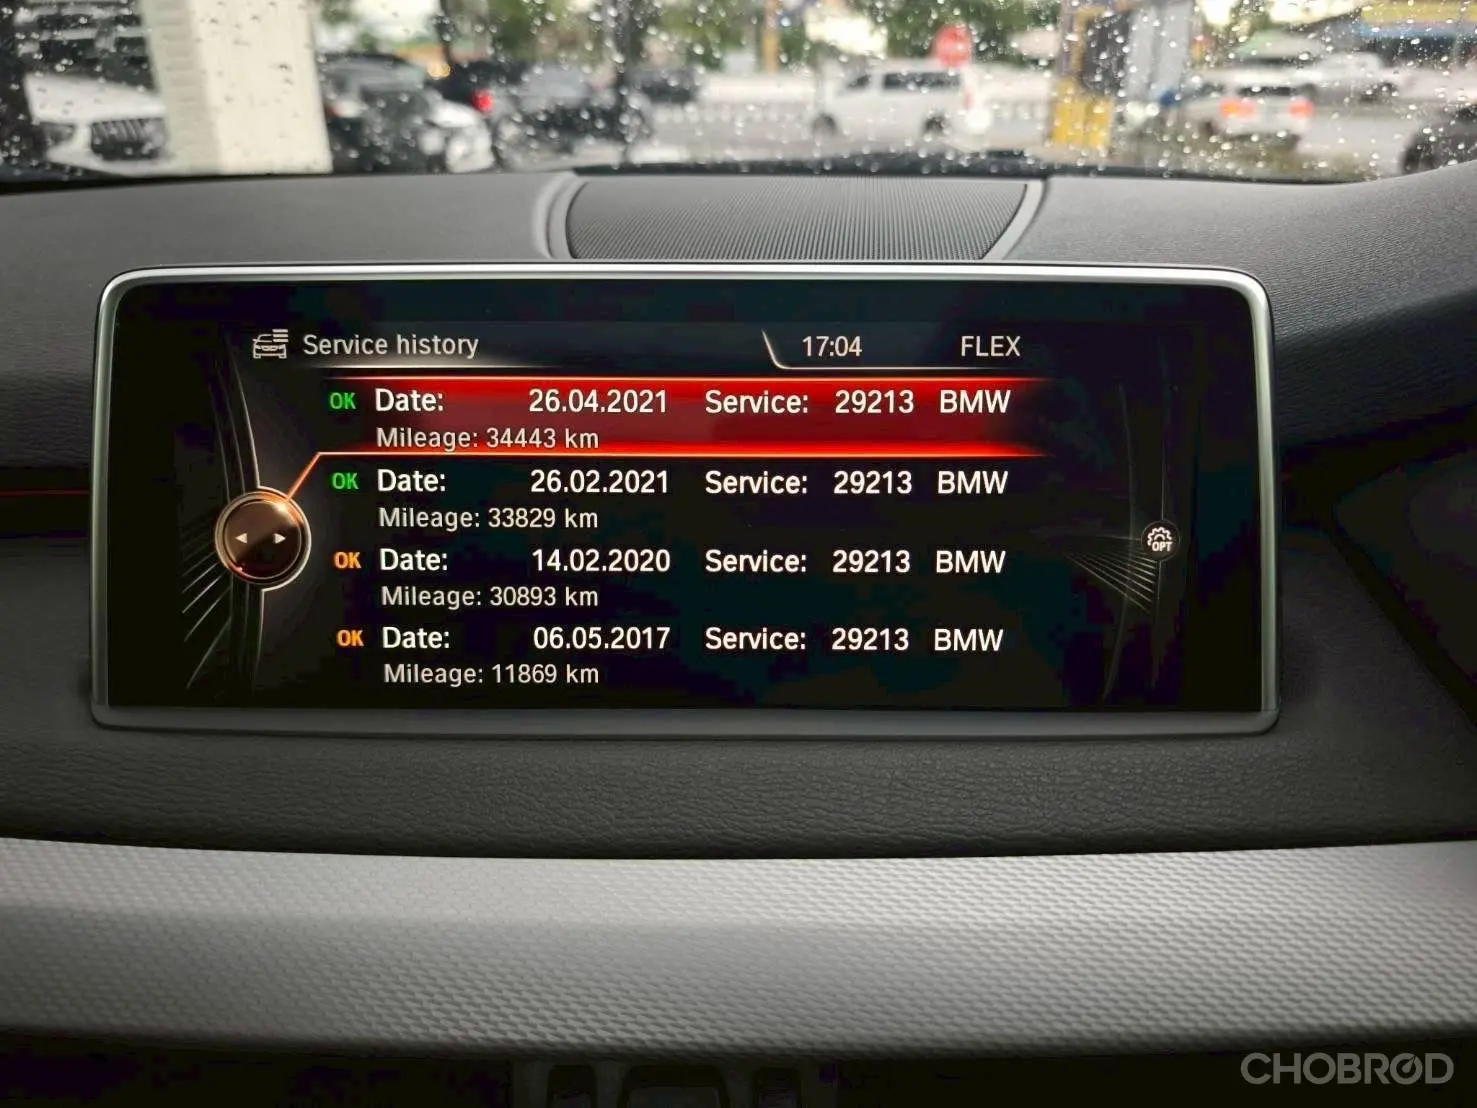 Service history 17:04 FLEX
OK Date: 26.04.2021 Service: 29213 BMW
Mileage: 34443 km
OK Date: 26.02.2021 Service: 29213 BMW
Mileage: 33829 km
OK Date: 14.02.2020 Service: 29213 BMW
Mileage: 30893 km
OK Date: 06.05.2017 Service: 29213 BMW
Mileage: 11869 km
OPT
CHOBROD